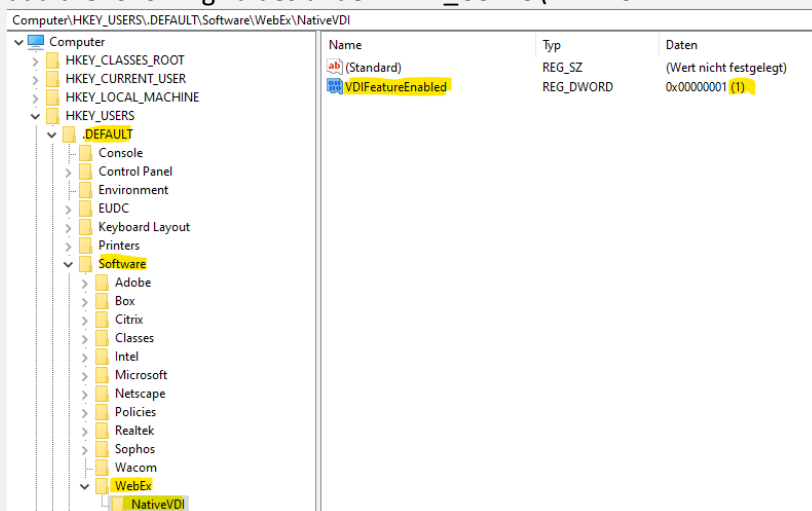 Computer\HKEY_USERS\.DEFAULT\Software\WebEx\NativeVDI
Computer
HKEY_CLASSES_ROOT
HKEY_CURRENT_USER
HKEY_LOCAL_MACHINE
HKEY_USERS
.DEFAULT
Console
Control Panel
Environment
EUDC
Keyboard Layout
Printers
Software
Adobe
Box
Citrix
Classes
Intel
Microsoft
Netscape
Policies
Realtek
Sophos
Wacom
WebEx
NativeVDI
Name Typ Daten
(Standard) REG_SZ (Wert nicht festgelegt)
VDIFeatureEnabled REG_DWORD 0x00000001 (1)